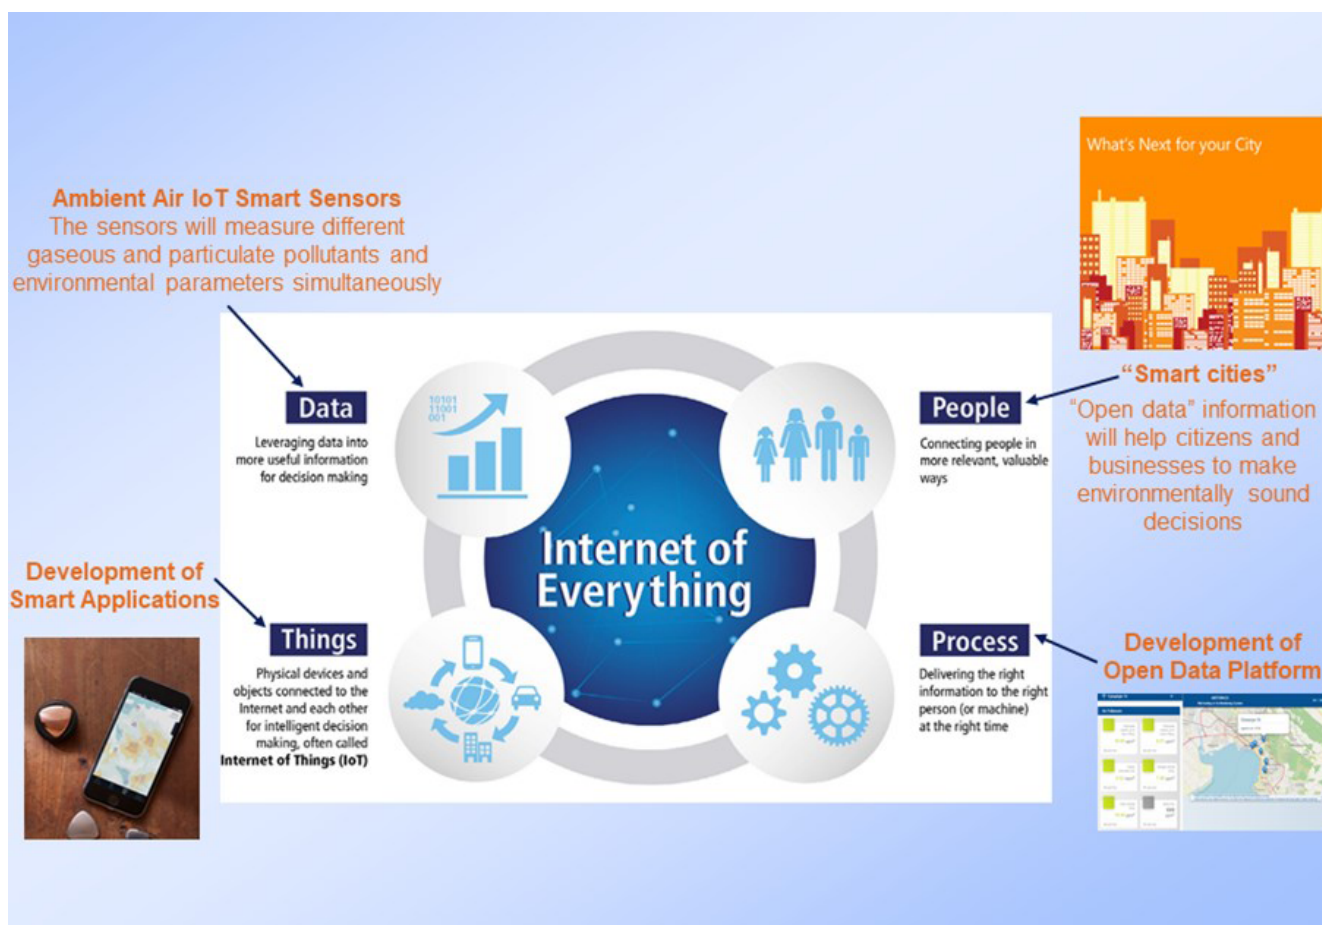 What's Next for your City
Ambient Air IoT Smart Sensors
The sensors will measure different
gaseous and particulate pollutants and
environmental parameters simultaneously
Data
Leveraging data into
more useful information
for decision making
10101
11001
001
People
Connecting people in
more relevant, valuable
ways
“Smart cities”
“Open data” information
will help citizens and
businesses to make
environmentally sound
decisions
Internet of
Everything
Development of
Smart Applications
Things
Physical devices and
objects connected to the
Internet and each other
for intelligent decision
making, often called
Internet of Things (IoT)
Process
Delivering the right
information to the right
person (or machine)
at the right time
Development of
Open Data Platform